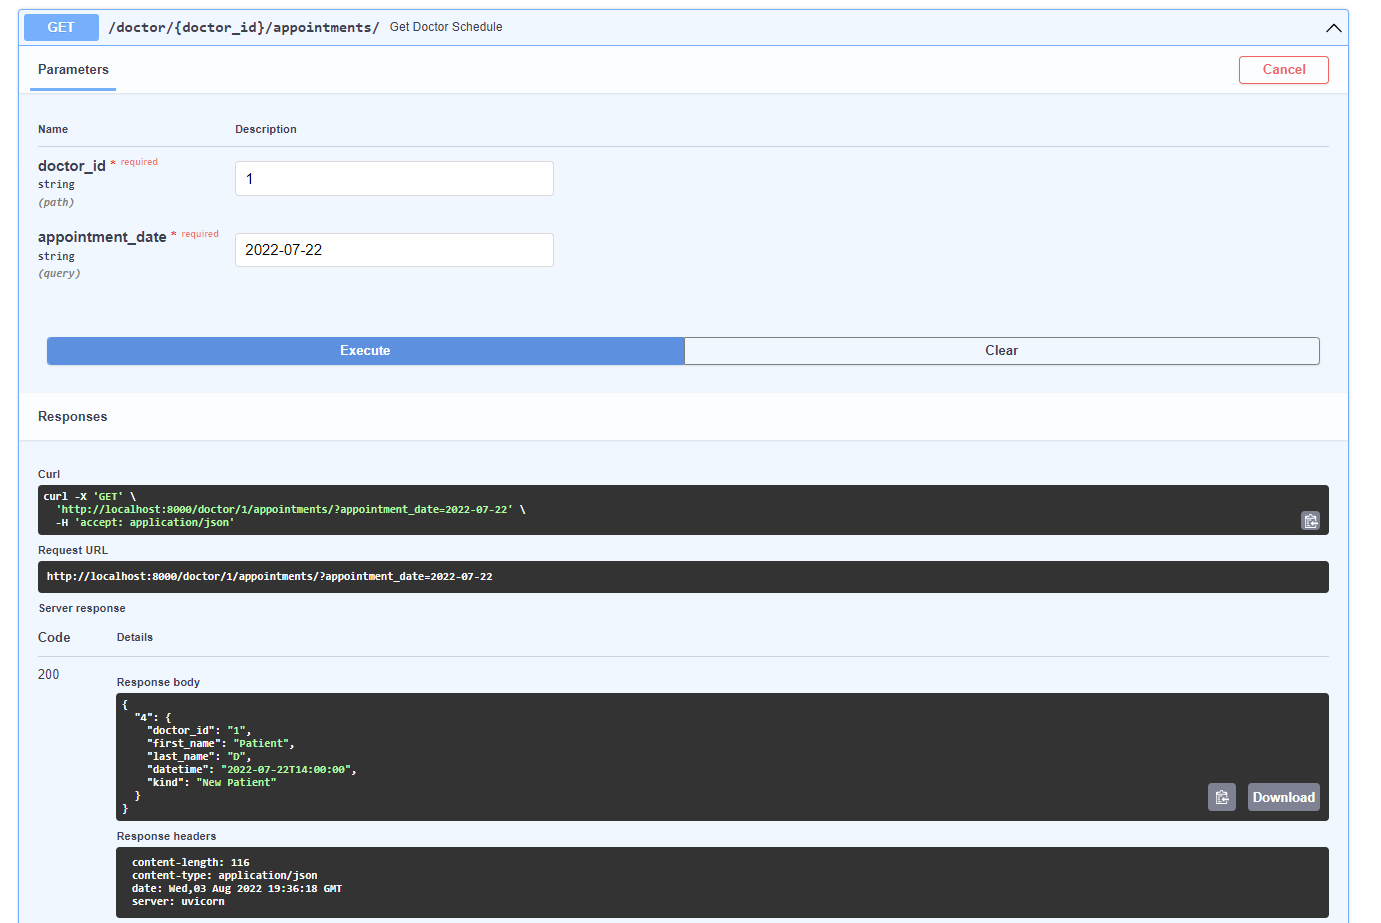 GET /doctor/{doctor_id}/appointments/ Get Doctor Schedule
Parameters
Cancel
Name Description
doctor_id * required
string
(path)
1
appointment_date * required
string
(query)
2022-07-22
Execute Clear
Responses
Curl
curl -X 'GET' \
  'http://localhost:8000/doctor/1/appointments/?appointment_date=2022-07-22' \
  -H 'accept: application/json'
Request URL
http://localhost:8000/doctor/1/appointments/?appointment_date=2022-07-22
Server response
Code Details
200
Response body
{
  "4": {
    "doctor_id": "1",
    "first_name": "Patient",
    "last_name": "D",
    "datetime": "2022-07-22T14:00:00",
    "kind": "New Patient"
  }
}
Download
Response headers
content-length: 116
content-type: application/json
date: Wed,03 Aug 2022 19:36:18 GMT
server: uvicorn